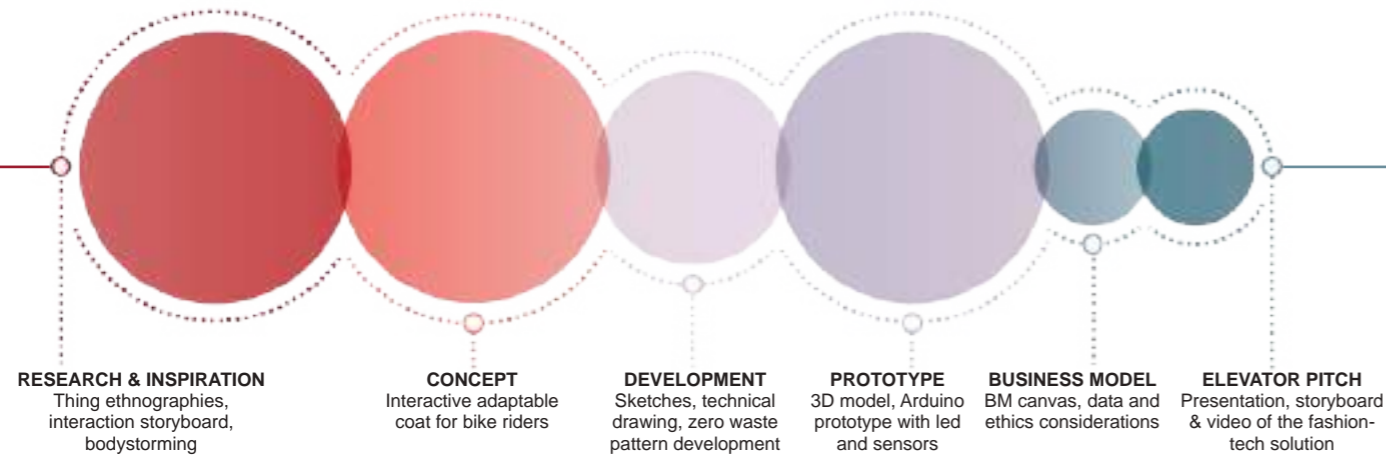 RESEARCH & INSPIRATION
Thing ethnographies,
interaction storyboard,
bodystorming
CONCEPT
Interactive adaptable
coat for bike riders
DEVELOPMENT
Sketches, technical
drawing, zero waste
pattern development
PROTOTYPE
3D model, Arduino
prototype with led
and sensors
BUSINESS MODEL
BM canvas, data and
ethics considerations
ELEVATOR PITCH
Presentation, storyboard
& video of the fashion-
tech solution